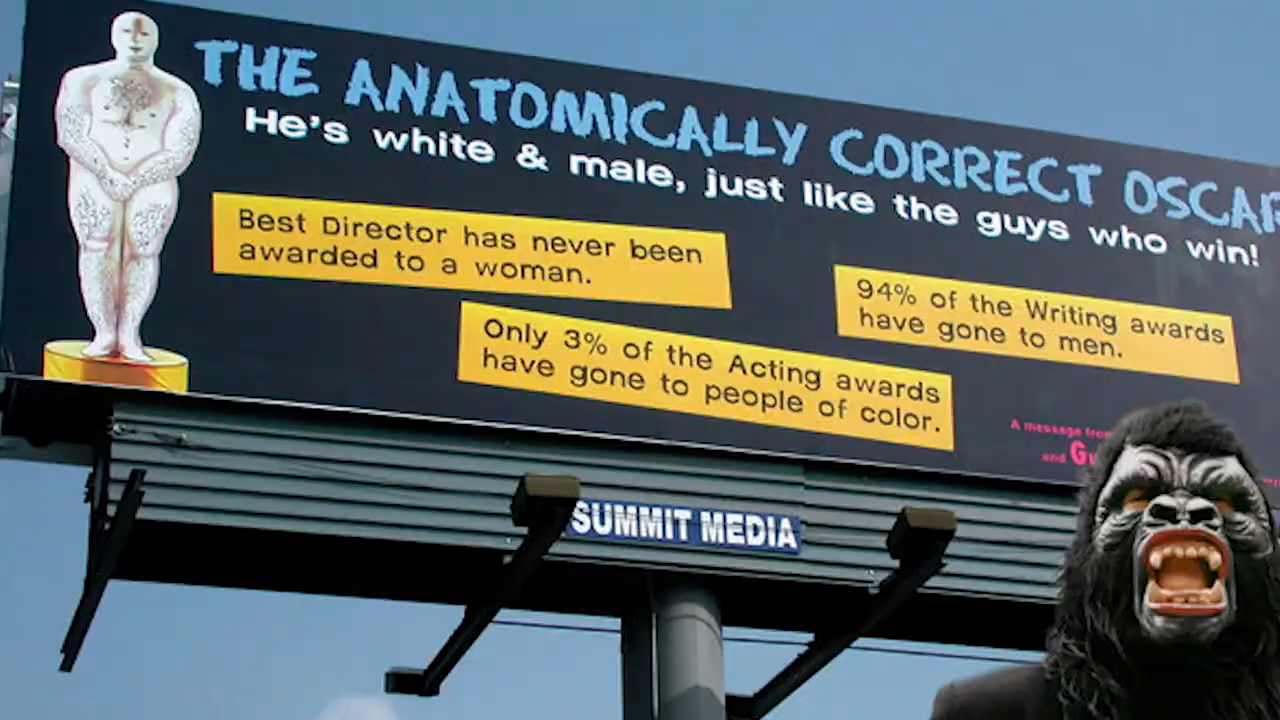 THE ANATOMICALLY CORRECT OSCAR
He's white & male, just like the guys who win!
Best Director has never been
awarded to a woman.
94% of the Writing awards
have gone to men.
Only 3% of the Acting awards
have gone to people of color.
A message from
and
SUMMIT MEDIA